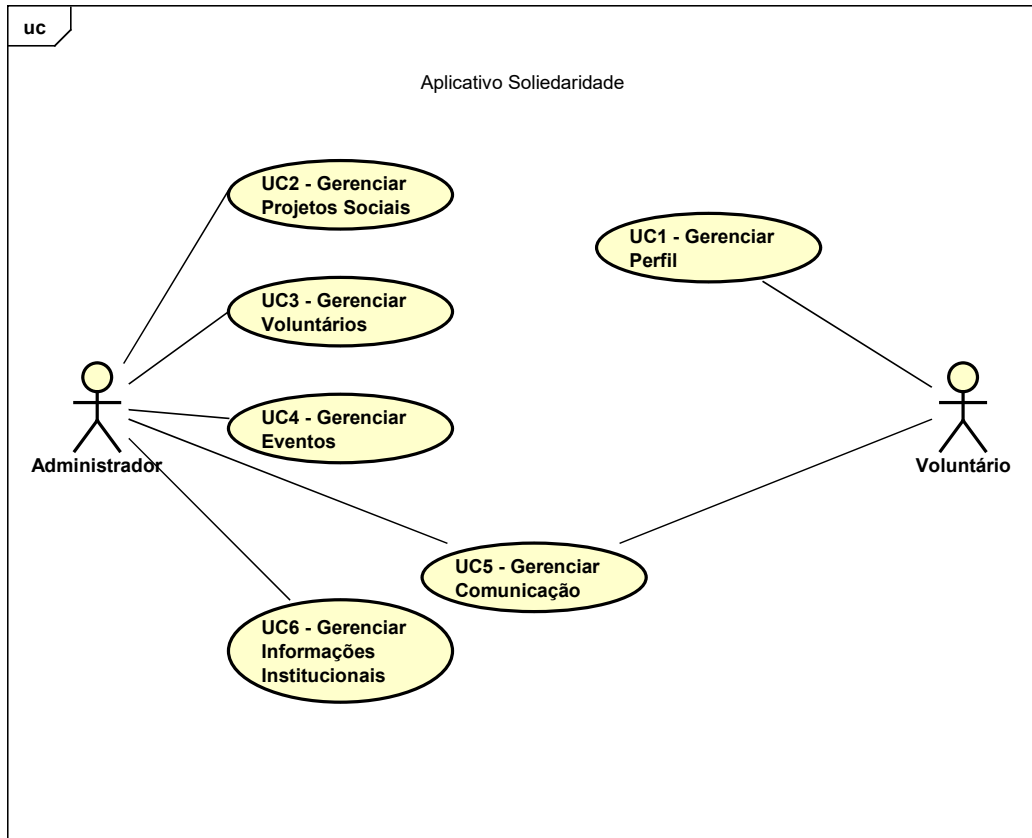 uc
Aplicativo Soliedaridade
UC2 - Gerenciar
Projetos Sociais
UC1 - Gerenciar
Perfil
UC3 - Gerenciar
Voluntários
UC4 - Gerenciar
Eventos
Administrador
Voluntário
UC5 - Gerenciar
Comunicação
UC6 - Gerenciar
Informações
Institucionais